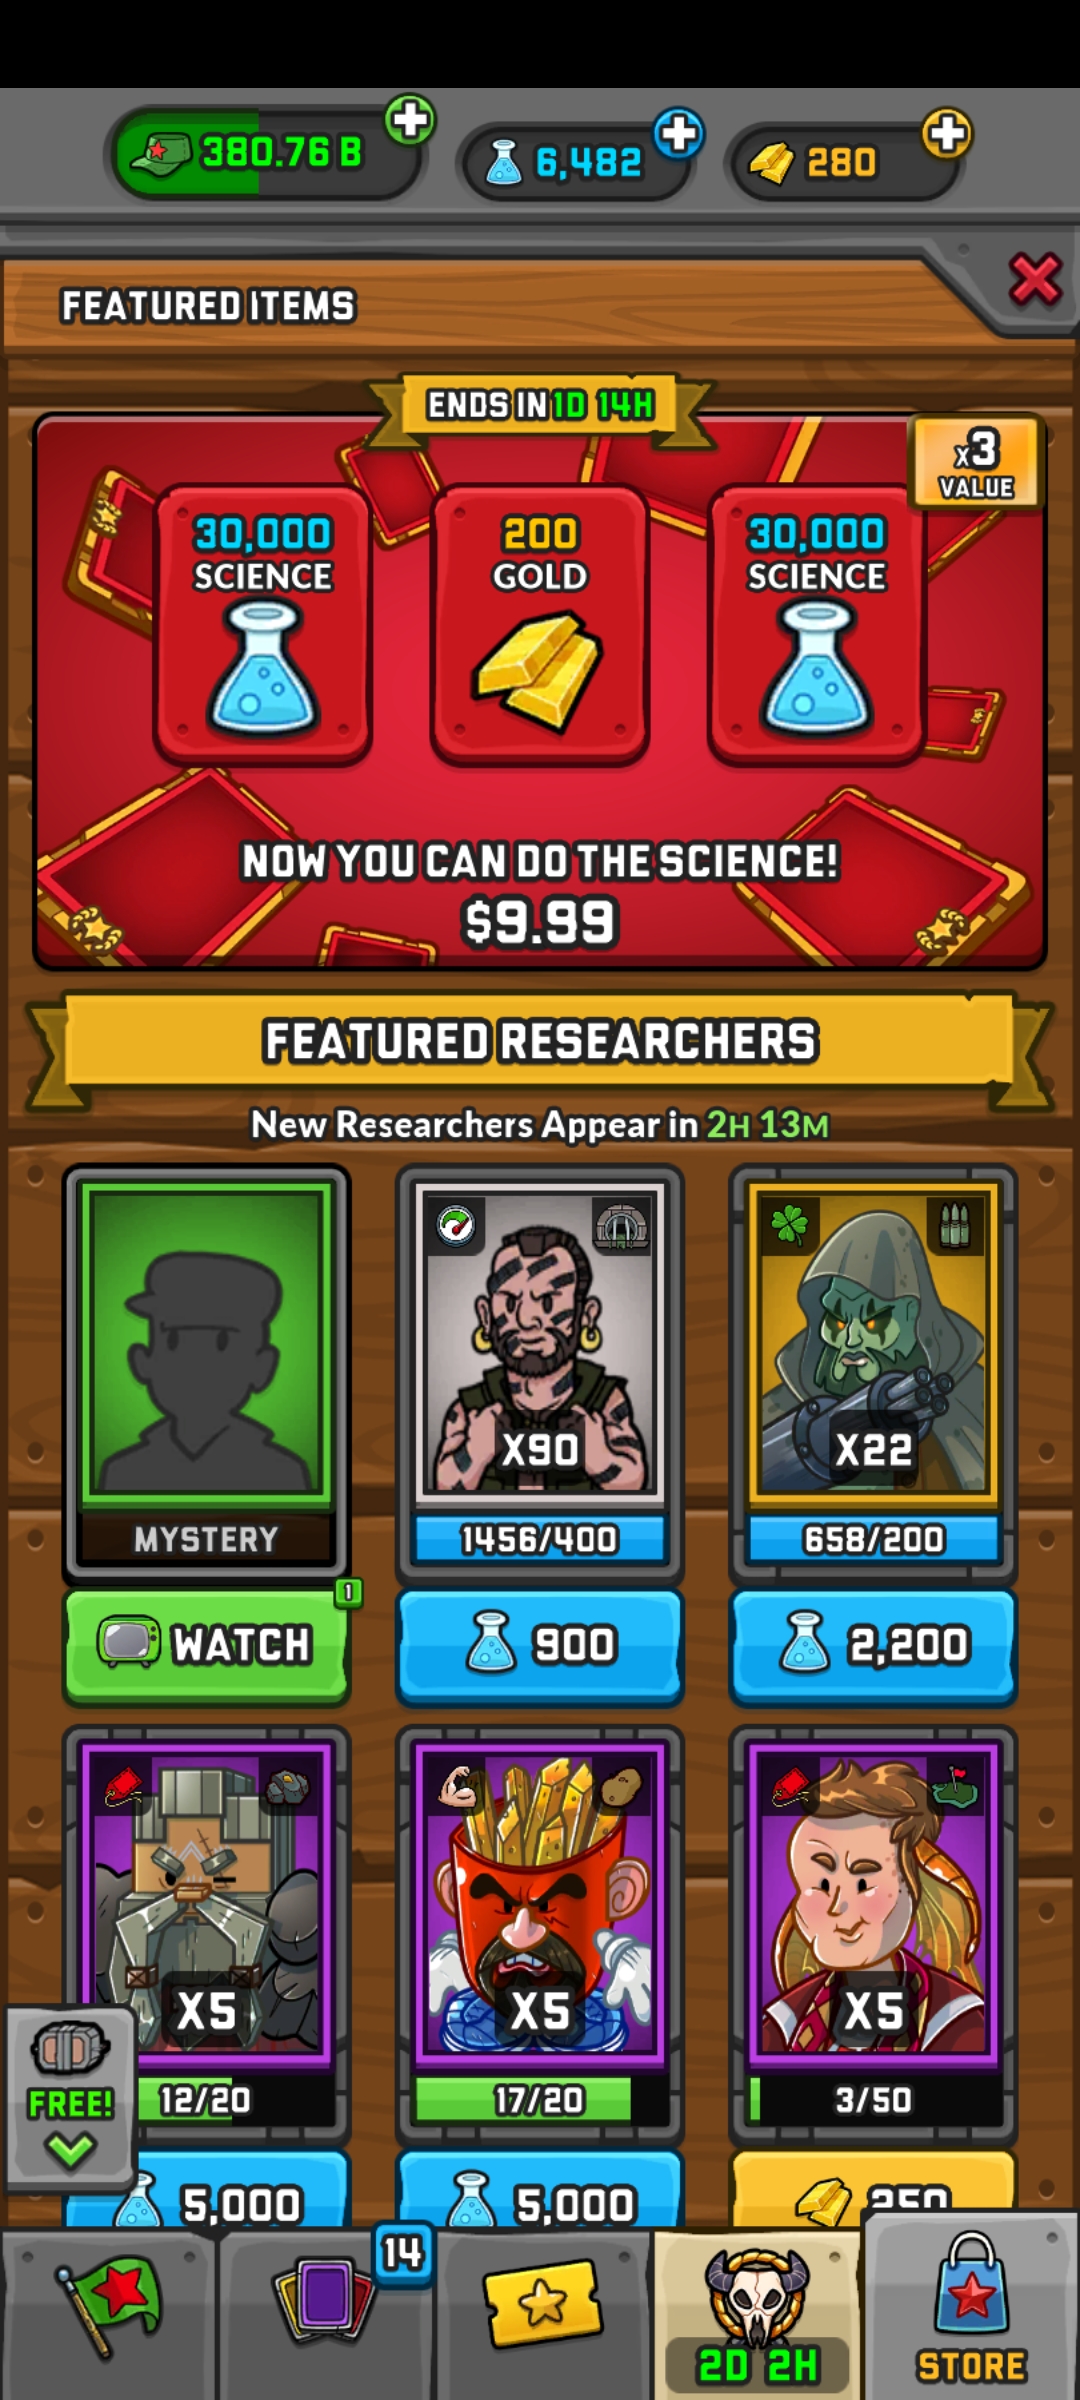 380.76 B
6,482
280
FEATURED ITEMS
ENDS IN 1D 14H
X3
VALUE
30,000
SCIENCE
200
GOLD
30,000
SCIENCE
NOW YOU CAN DO THE SCIENCE!
$9.99
FEATURED RESEARCHERS
New Researchers Appear in 2H 13M
X90
X22
MYSTERY
1456/400
658/200
1
WATCH
900
2,200
X5
X5
X5
FREE!
12/20
17/20
3/50
5,000
5,000
250
14
2D 2H
STORE